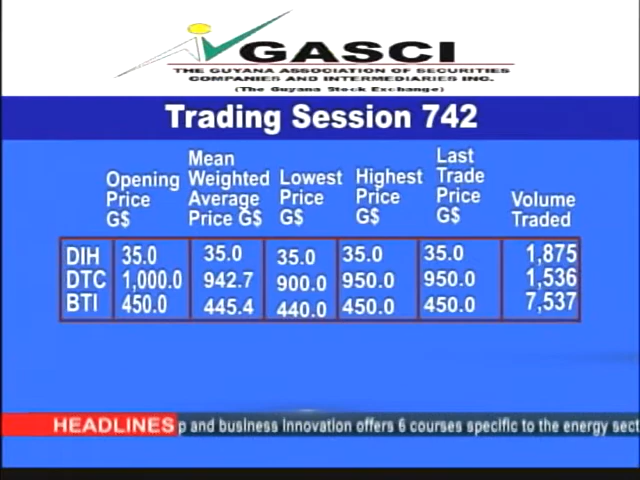 GASCI
THE GUYANA ASSOCIATION OF SECURITIES
COMPANIES AND INTERMEDIARIES INC.
(The Guyana Stock Exchange)
Trading Session 742
Opening Price G$ Mean Weighted Average Price G$ Lowest Price G$ Highest Price G$ Last Trade Price G$ Volume Traded
DIH 35.0 35.0 35.0 35.0 35.0 1,875
DTC 1,000.0 942.7 900.0 950.0 950.0 1,536
BTI 450.0 445.4 440.0 450.0 450.0 7,537
HEADLINES p and business innovation offers 6 courses specific to the energy sect